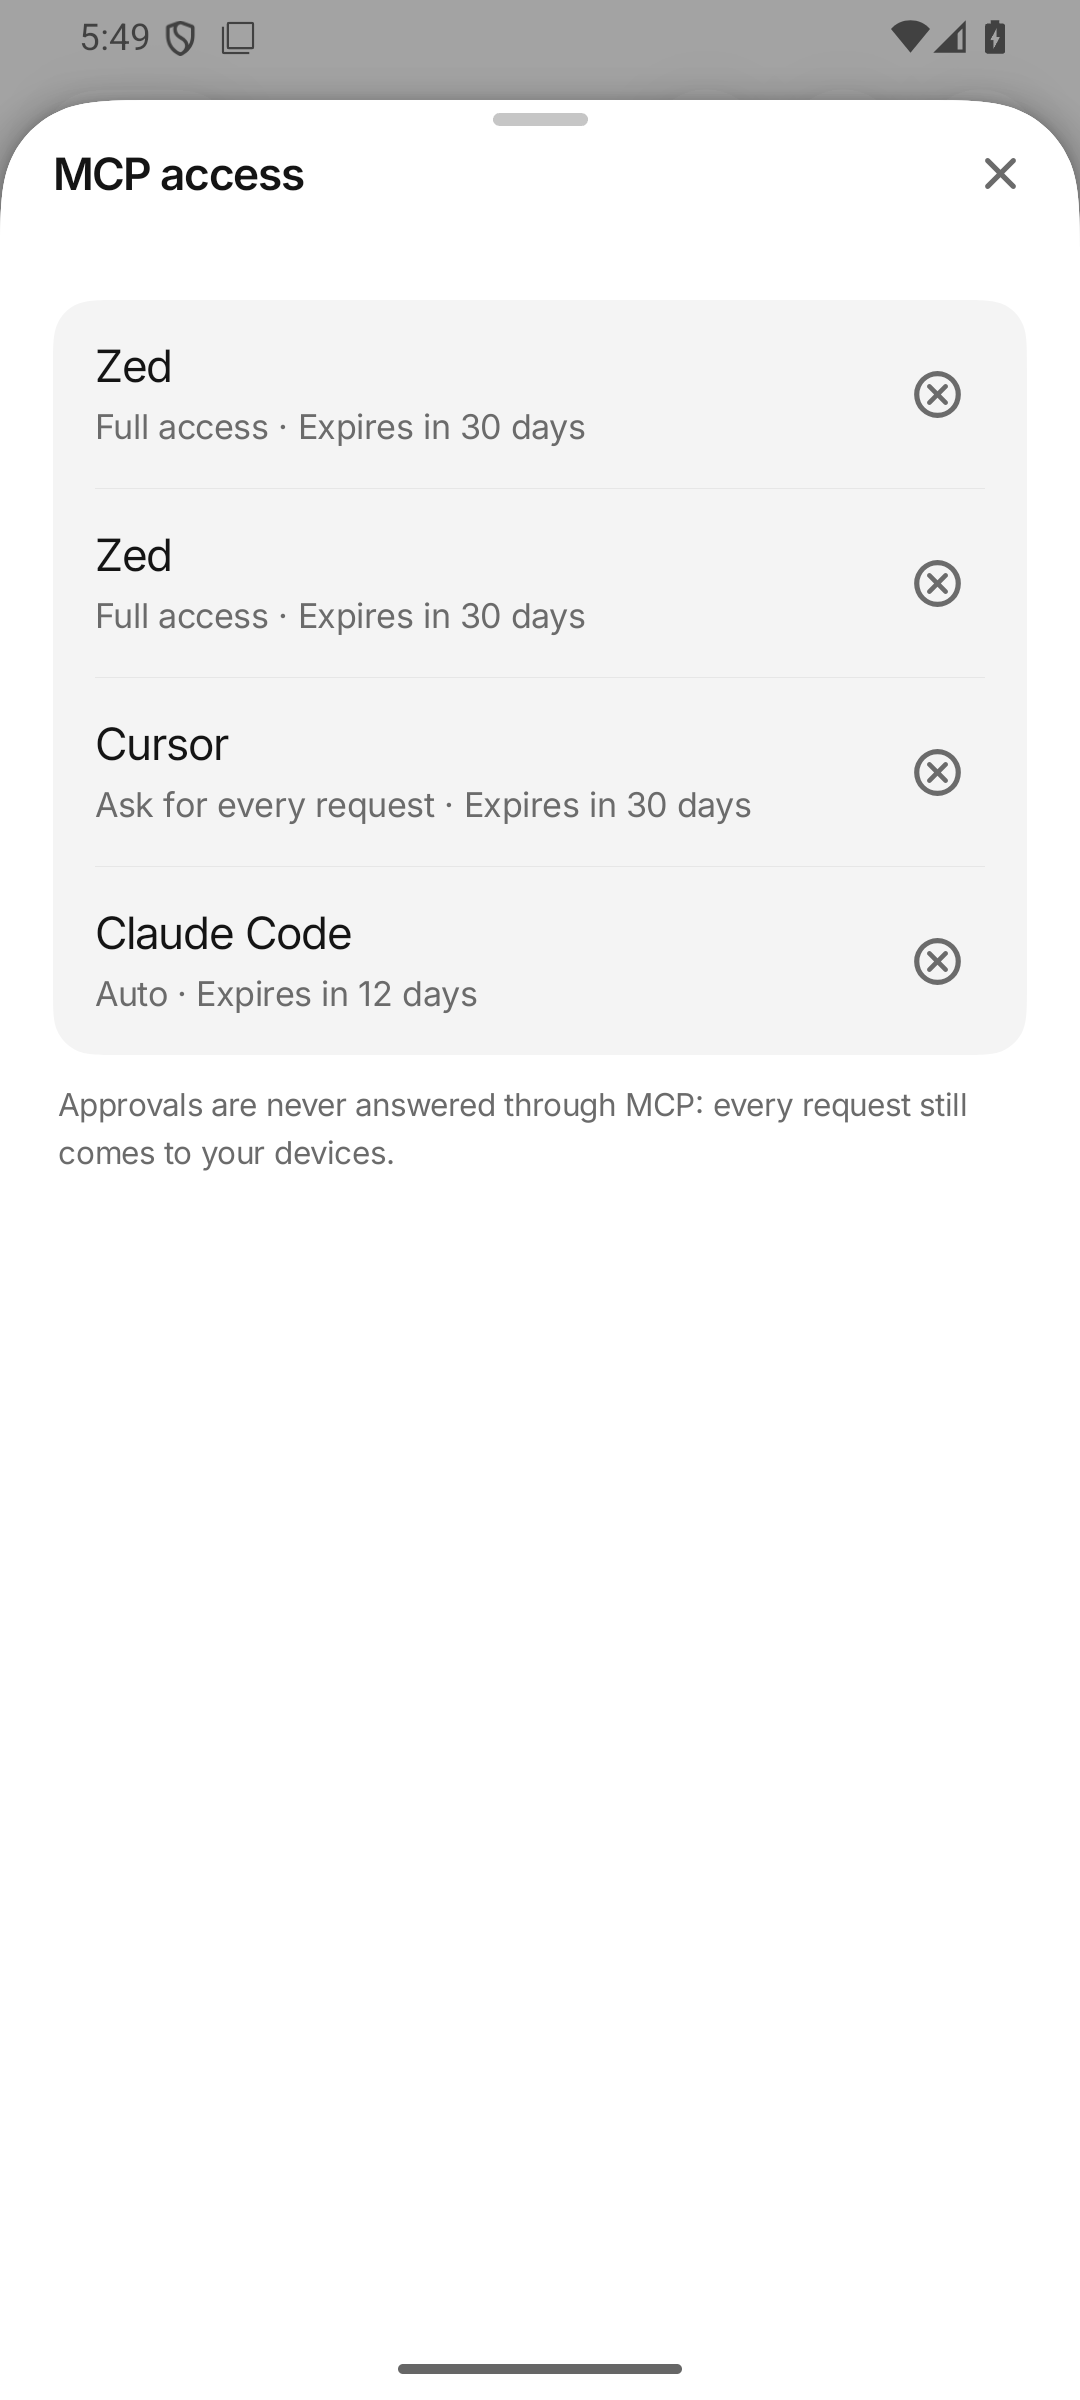 5:49
MCP access
Zed
Full access · Expires in 30 days
Zed
Full access · Expires in 30 days
Cursor
Ask for every request · Expires in 30 days
Claude Code
Auto · Expires in 12 days
Approvals are never answered through MCP: every request still
comes to your devices.